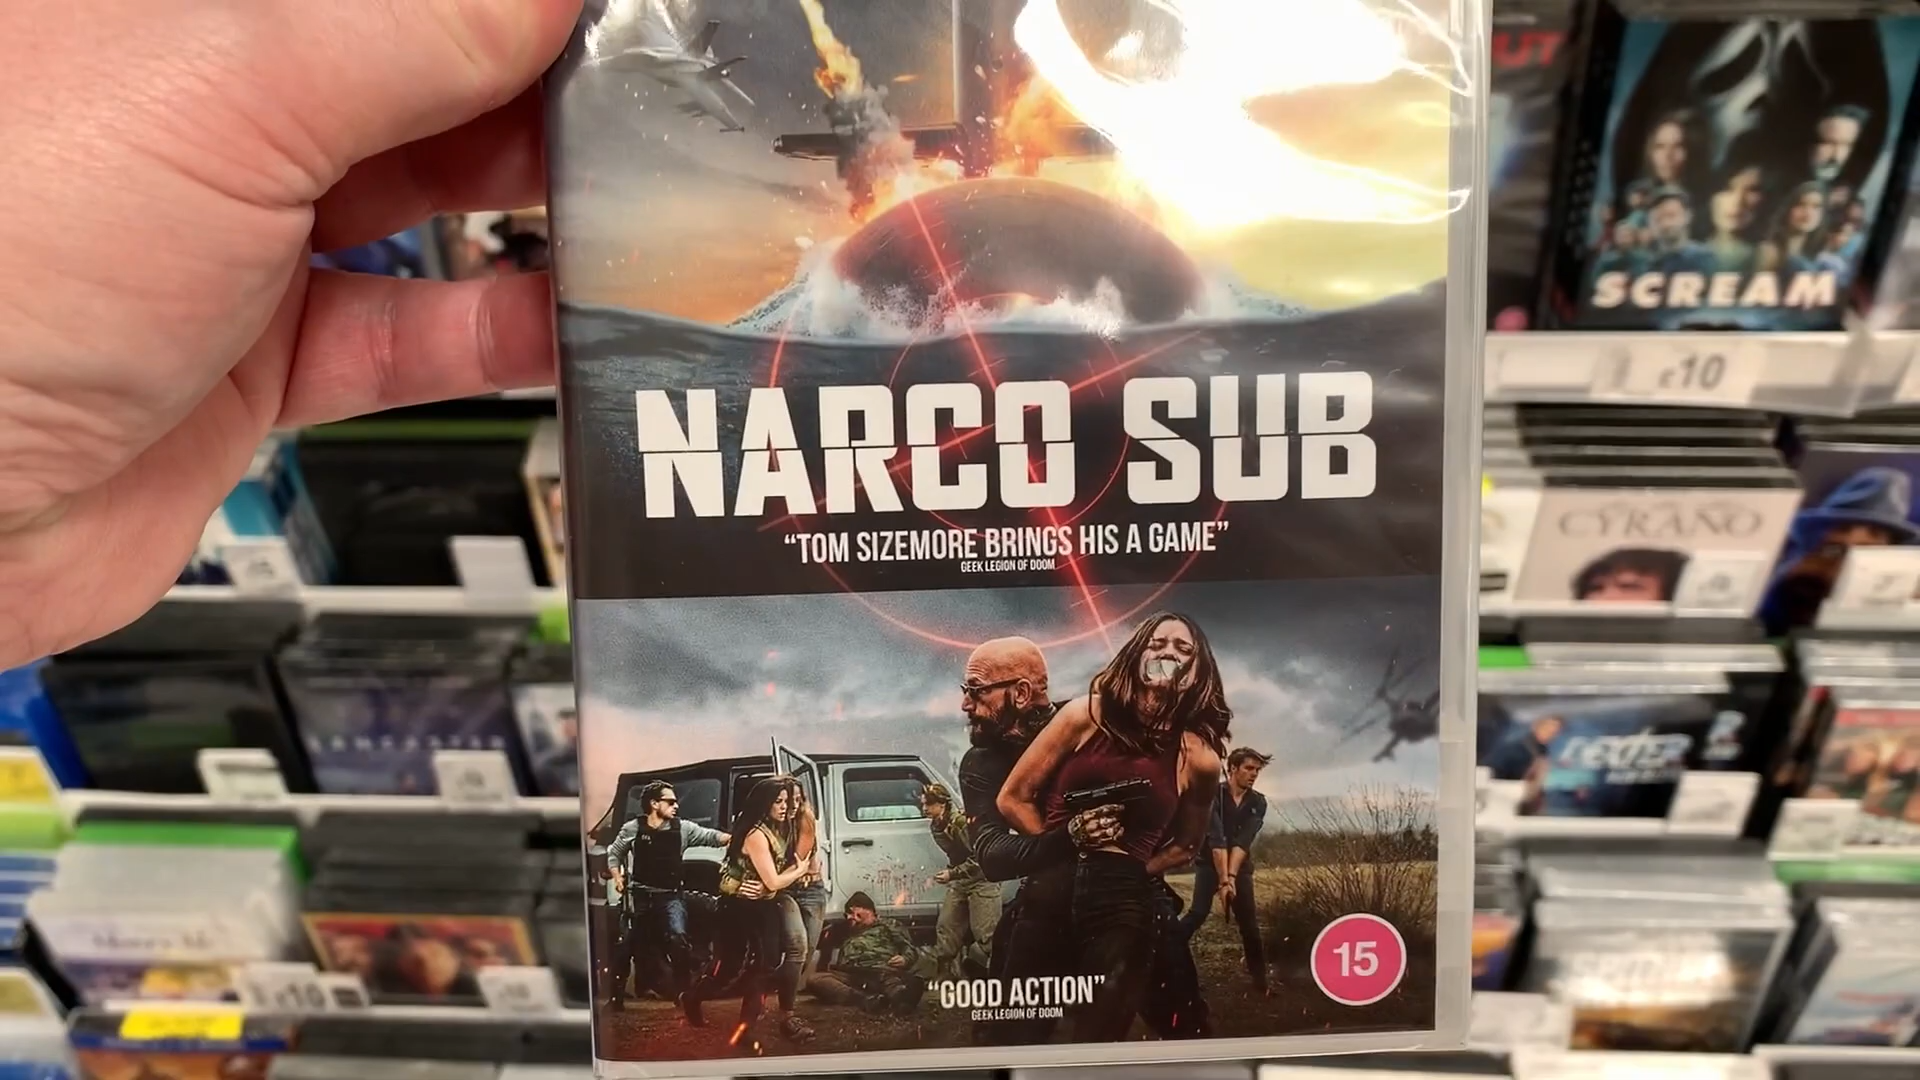 NARCO SUB
“TOM SIZEMORE BRINGS HIS A GAME”
GEEK LEGION OF DOOM
“GOOD ACTION”
GEEK LEGION OF DOOM
15
SCREAM
£10
CYRANO
DEXTER
£10